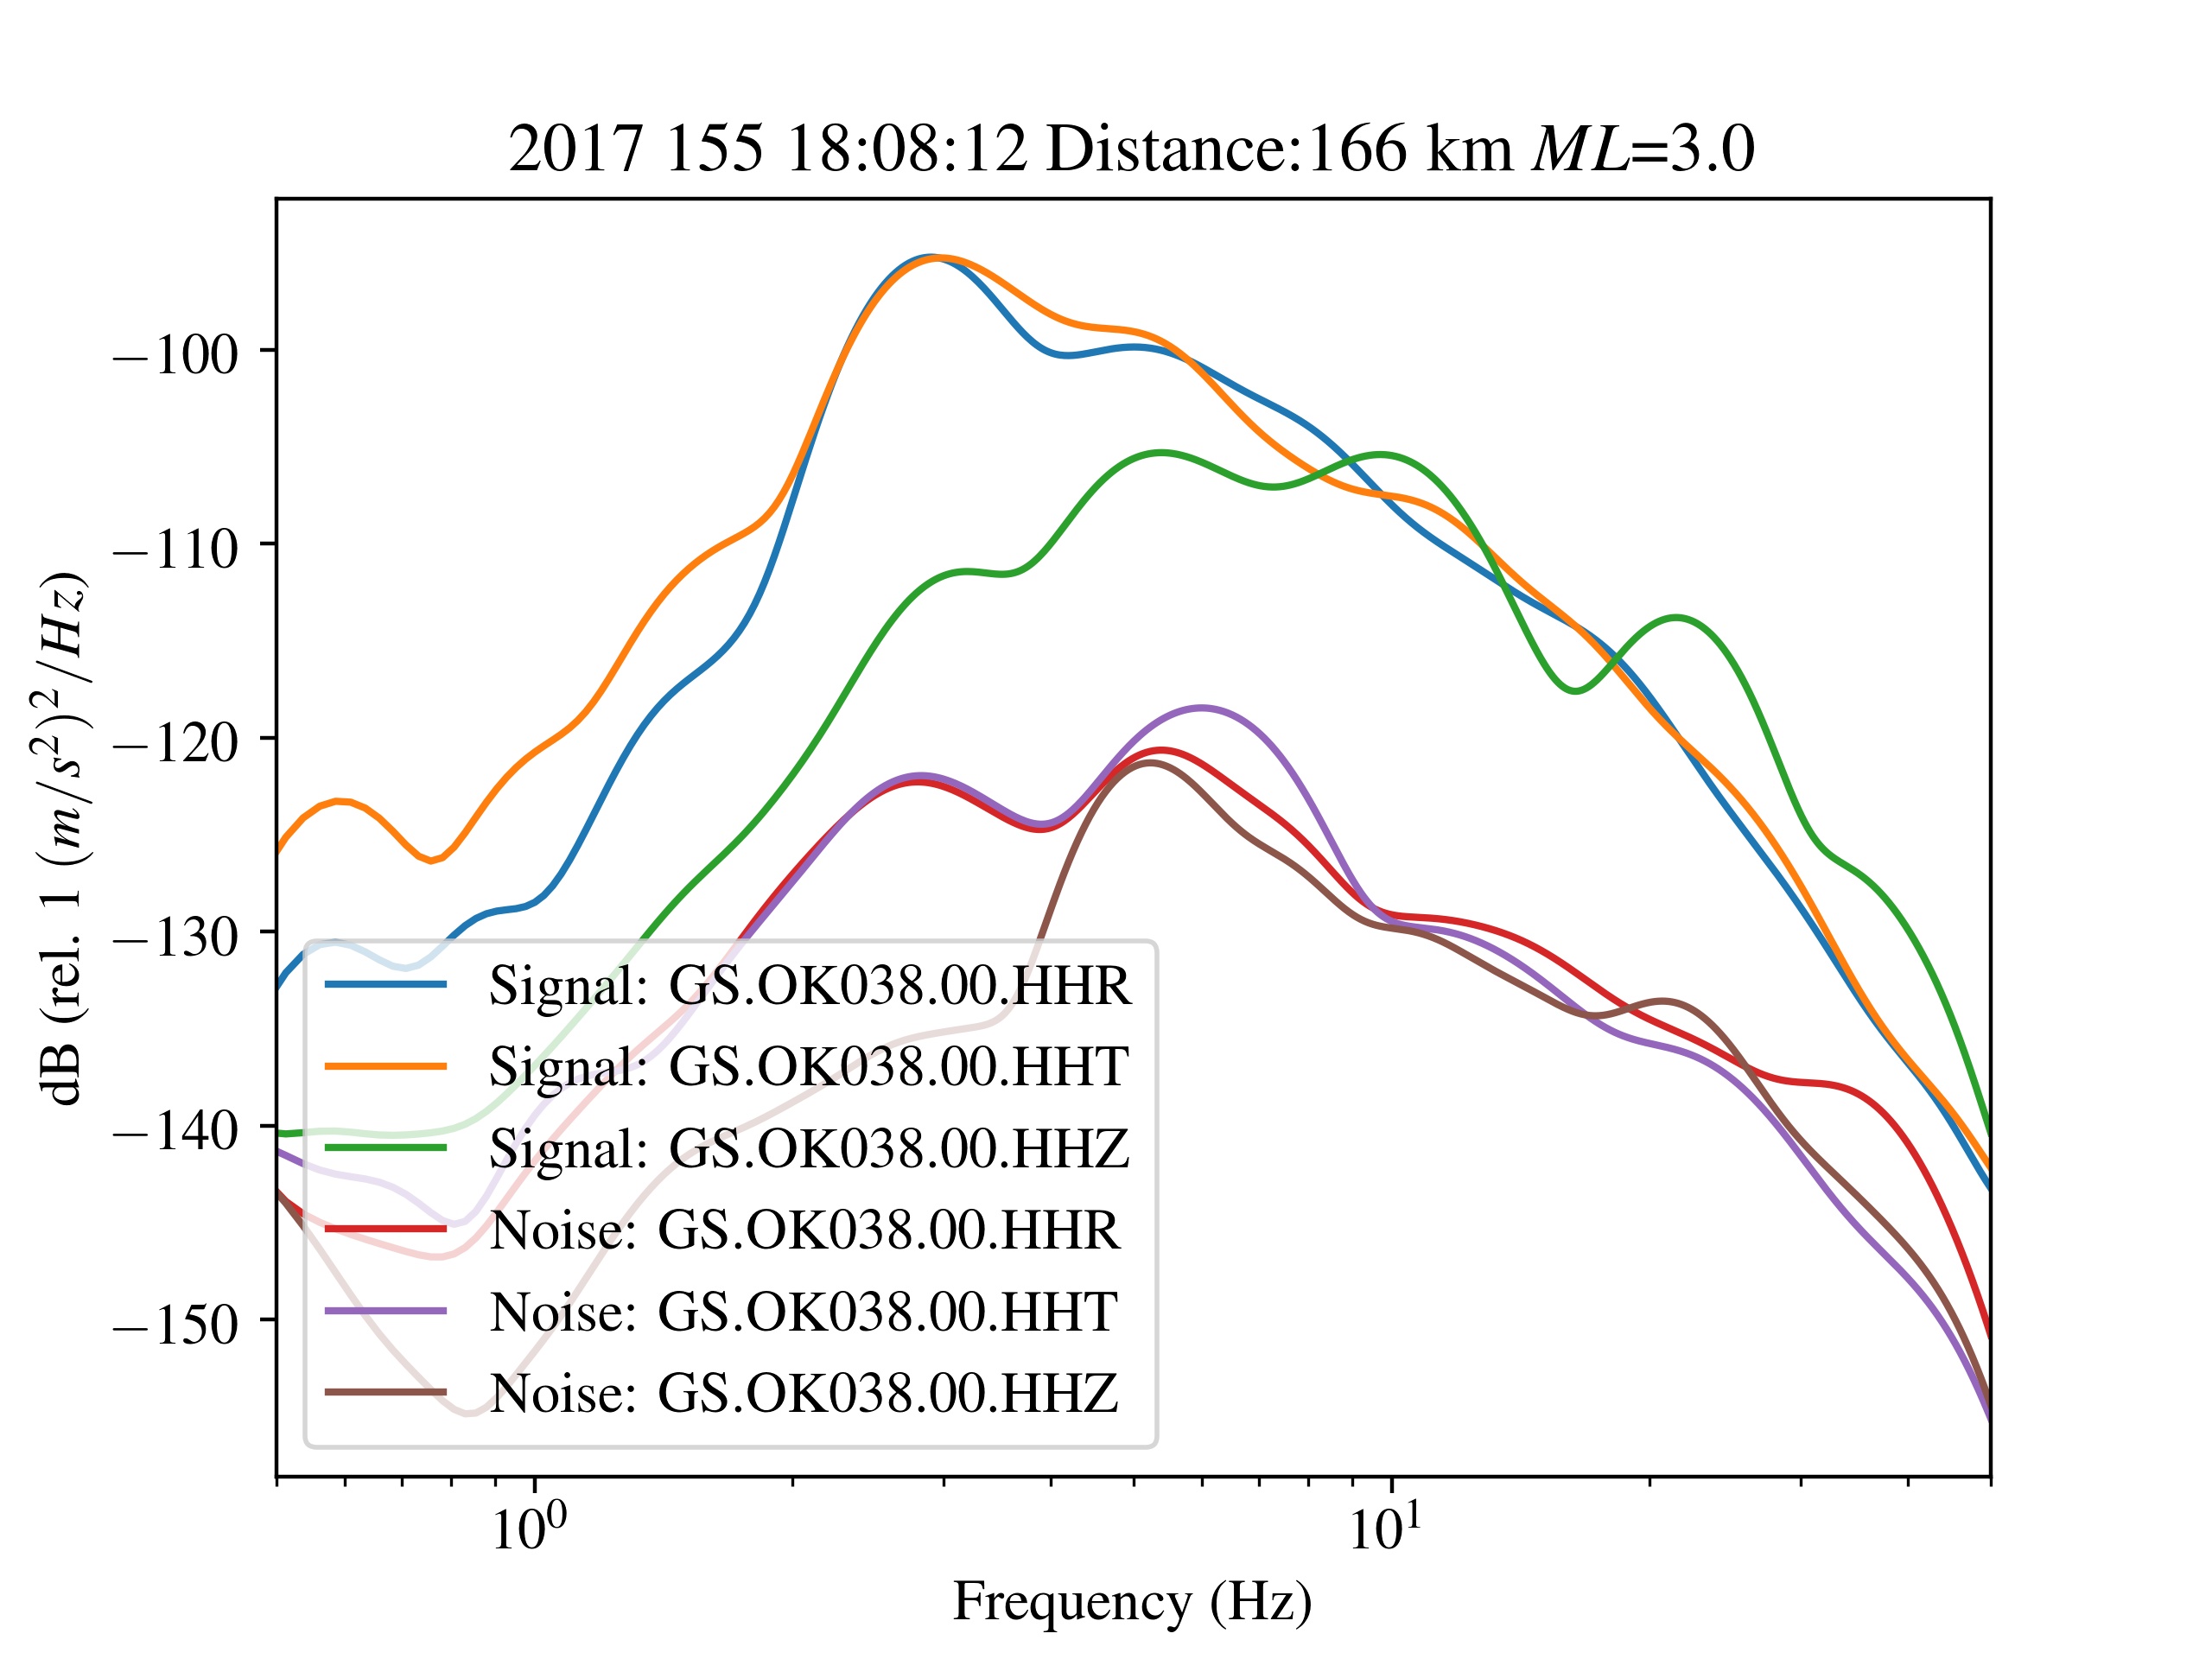 2017 155 18:08:12 Distance:166 km ML=3.0
dB (rel. 1 (m/s²)²/Hz)
−100
−110
−120
−130
−140
−150
Signal: GS.OK038.00.HHR
Signal: GS.OK038.00.HHT
Signal: GS.OK038.00.HHZ
Noise: GS.OK038.00.HHR
Noise: GS.OK038.00.HHT
Noise: GS.OK038.00.HHZ
10⁰ 10¹
Frequency (Hz)